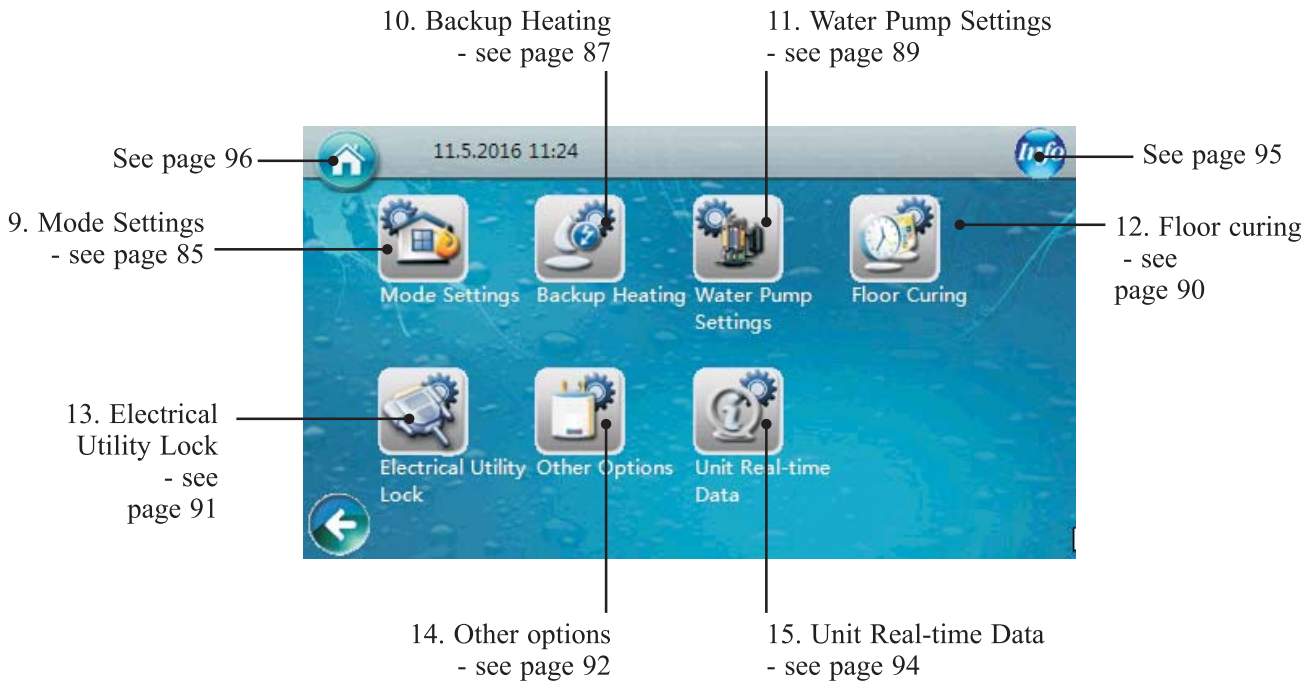 10. Backup Heating
- see page 87
11. Water Pump Settings
- see page 89
See page 96
11.5.2016 11:24
Info
See page 95
9. Mode Settings
- see page 85
12. Floor curing
- see
page 90
Mode Settings
Backup Heating
Water Pump
Settings
Floor Curing
13. Electrical
Utility Lock
- see
page 91
Electrical Utility
Lock
Other Options
Unit Real-time
Data
14. Other options
- see page 92
15. Unit Real-time Data
- see page 94